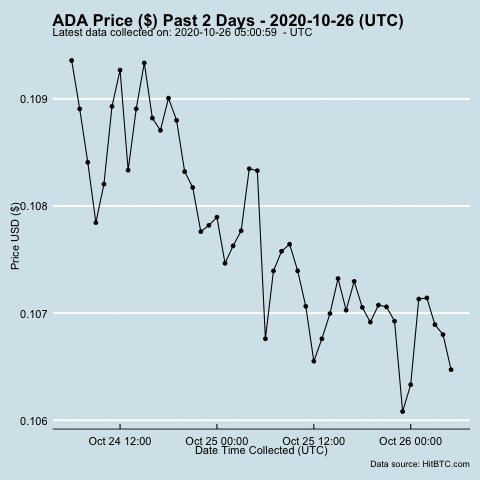 ADA Price ($) Past 2 Days - 2020-10-26 (UTC)
Latest data collected on: 2020-10-26 05:00:59 - UTC
0.109
0.108
Price USD ($)
0.107
0.106
Oct 24 12:00 Oct 25 00:00 Oct 25 12:00 Oct 26 00:00
Date Time Collected (UTC)
Data source: HitBTC.com